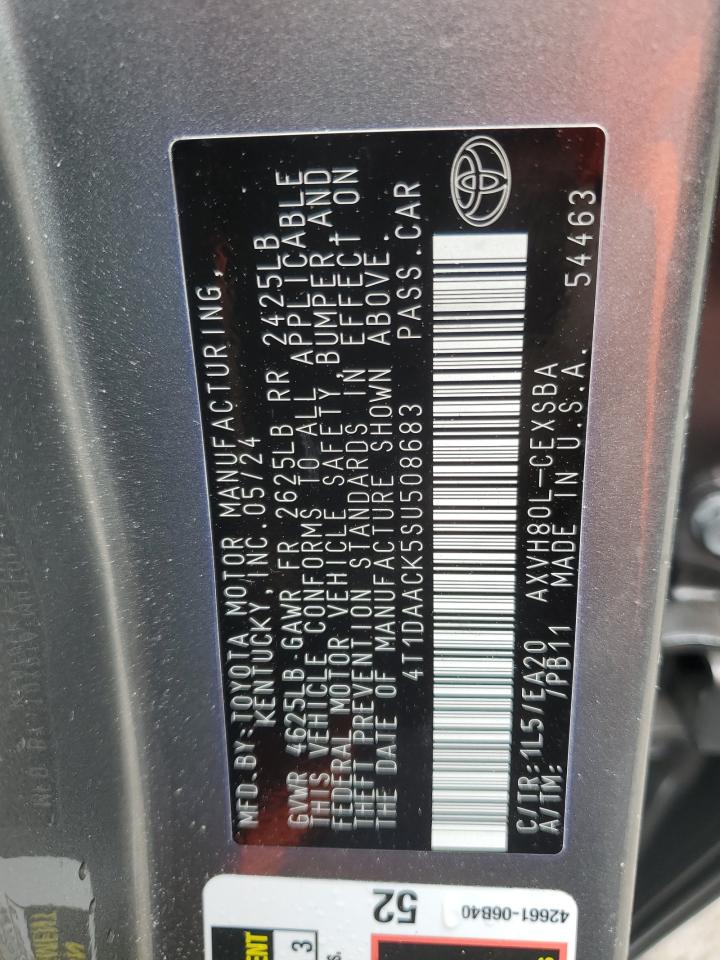 MFD.BY:TOYOTA MOTOR MANUFACTURING,
KENTUCKY, INC.05/24
GVWR 4625LB GAWR FR 2625LB RR 2425LB
THIS VEHICLE CONFORMS TO ALL APPLICABLE
FEDERAL MOTOR VEHICLE SAFETY, BUMPER AND
THEFT PREVENTION STANDARDS IN EFFECT ON
THE DATE OF MANUFACTURE SHOWN ABOVE.
4T1DAACK5SU508683 PASS.CAR
C/TR:1L5/EA20 AXVH80L-CEXSBA
A/TM: /PB11 MADE IN U.S.A. 54463
52
42661-06B40
3